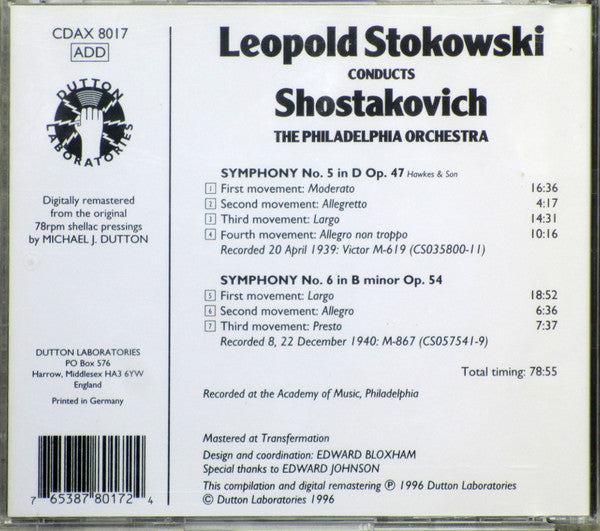 CDAX 8017
ADD
DUTTON
LABORATORIES
Digitally remastered
from the original
78rpm shellac pressings
by MICHAEL J. DUTTON
DUTTON LABORATORIES
PO Box 576
Harrow, Middlesex HA3 6YW
England
Printed in Germany
7 65387 80172 4
Leopold Stokowski
CONDUCTS
Shostakovich
THE PHILADELPHIA ORCHESTRA
SYMPHONY No. 5 in D Op. 47 Hawkes & Son
1 First movement: Moderato 16:36
2 Second movement: Allegretto 4:17
3 Third movement: Largo 14:31
4 Fourth movement: Allegro non troppo 10:16
Recorded 20 April 1939: Victor M-619 (CS035800-11)
SYMPHONY No. 6 in B minor Op. 54
5 First movement: Largo 18:52
6 Second movement: Allegro 6:36
7 Third movement: Presto 7:37
Recorded 8, 22 December 1940: M-867 (CS057541-9)
Total timing: 78:55
Recorded at the Academy of Music, Philadelphia
Mastered at Transfermation
Design and coordination: EDWARD BLOXHAM
Special thanks to EDWARD JOHNSON
This compilation and digital remastering Ⓟ 1996 Dutton Laboratories
© Dutton Laboratories 1996